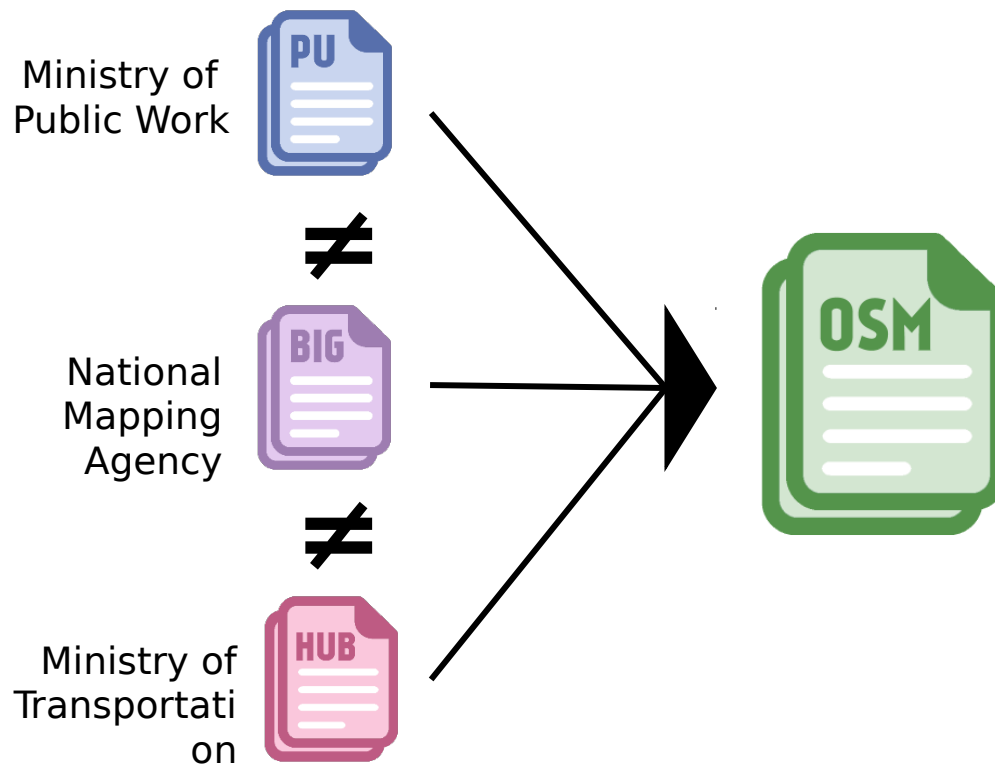 Ministry of
Public Work
PU
≠
National
Mapping
Agency
BIG
≠
Ministry of
Transportati
on
HUB
OSM